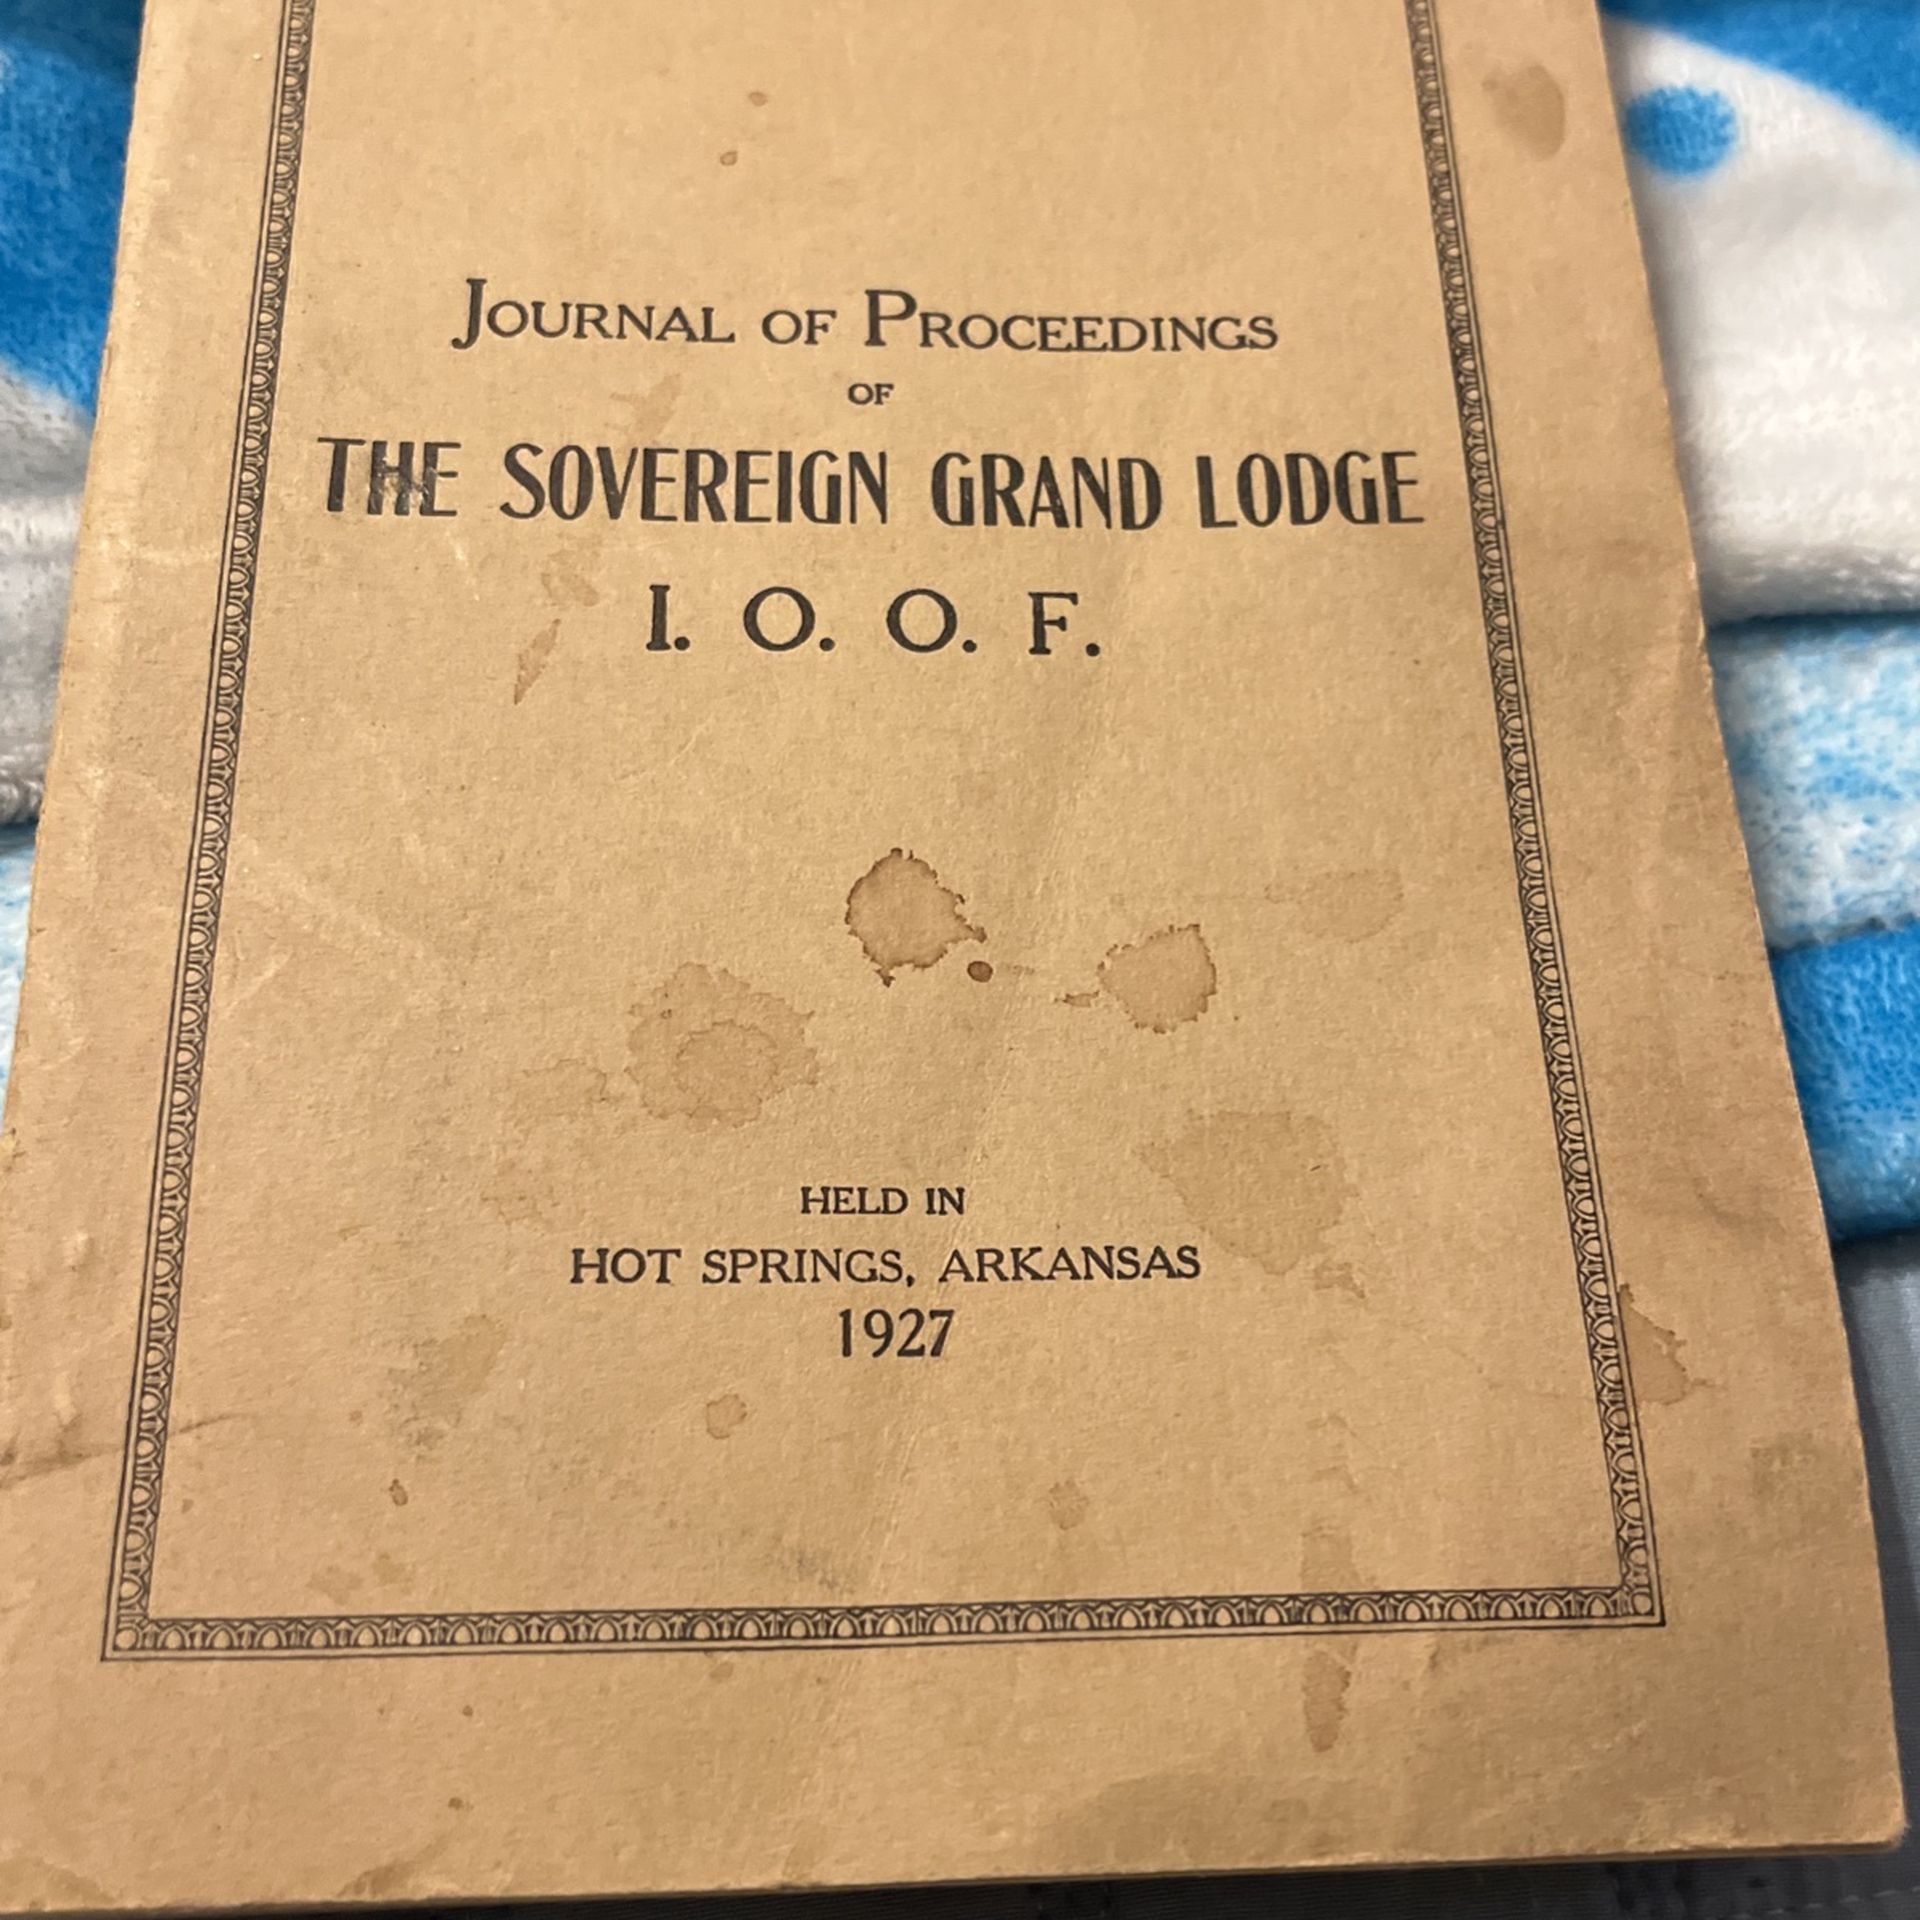 JOURNAL OF PROCEEDINGS
OF
THE SOVEREIGN GRAND LODGE
I. O. O. F.
HELD IN
HOT SPRINGS, ARKANSAS
1927